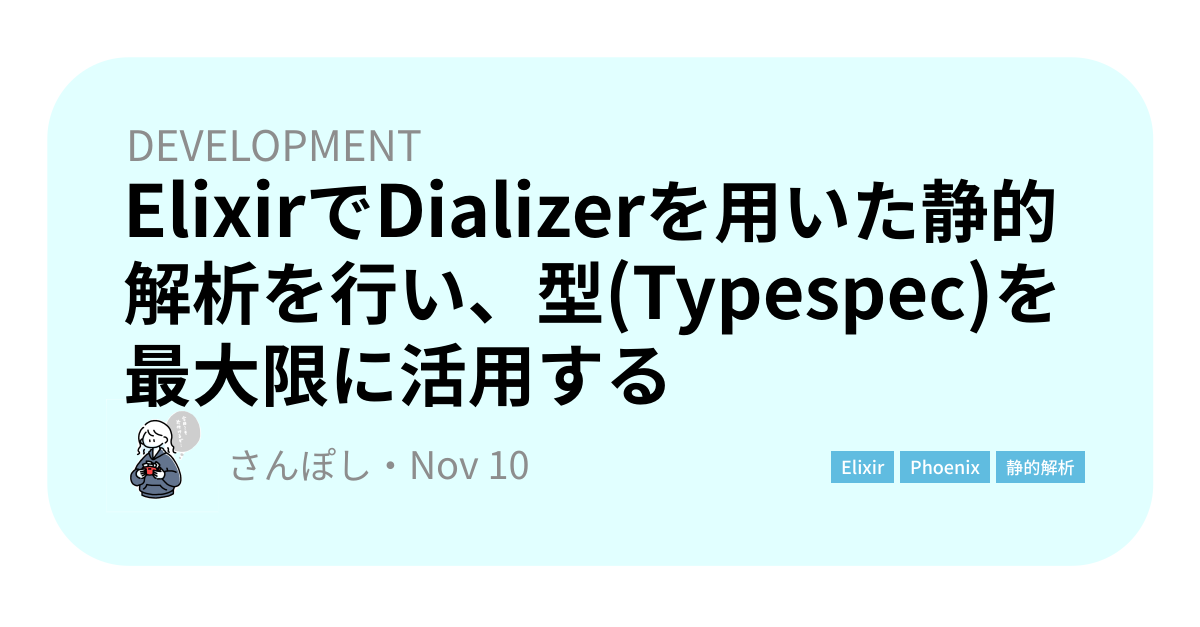 DEVELOPMENT
ElixirでDializerを用いた静的
解析を行い、型(Typespec)を
最大限に活用する
さんぽし・Nov 10
Elixir
Phoenix
静的解析